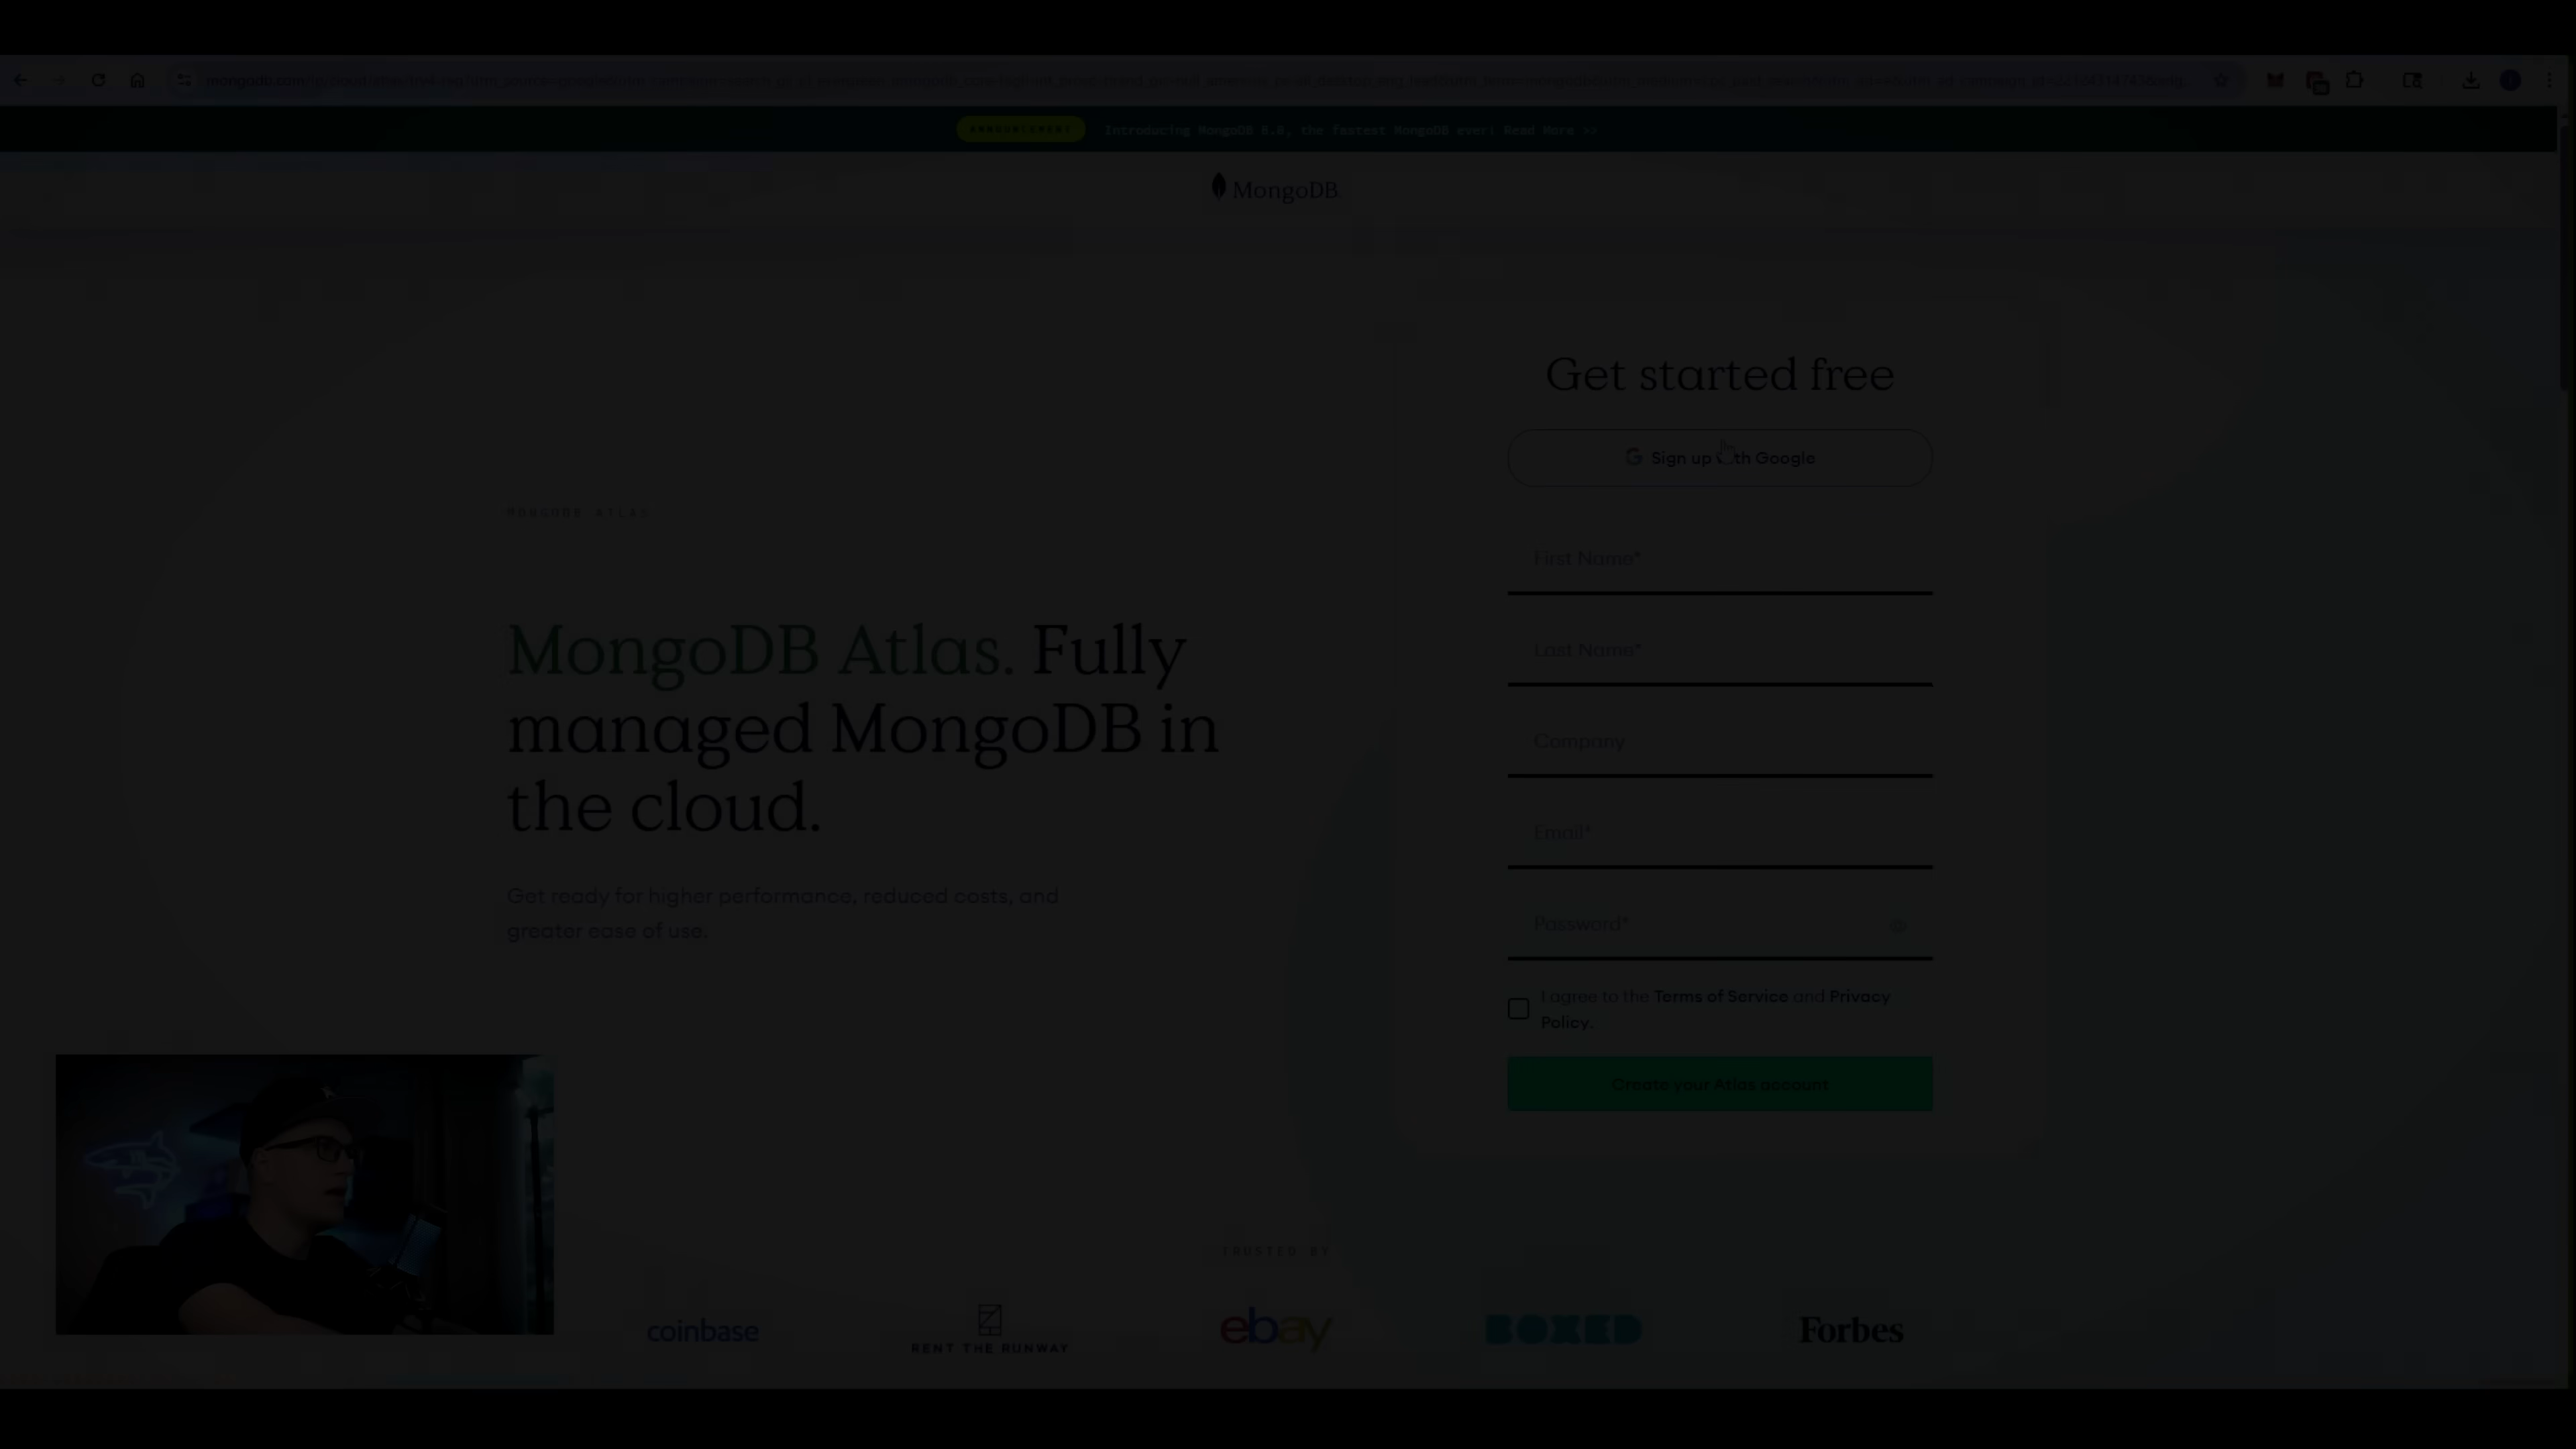 mongodb.com
ANNOUNCEMENT Introducing MongoDB 8.0, the fastest MongoDB ever! Read More >>
MongoDB.
Get started free
Sign up with Google
MONGODB ATLAS
First Name*
Last Name*
MongoDB Atlas. Fully
managed MongoDB in
the cloud.
Company
Email*
Get ready for higher performance, reduced costs, and
greater ease of use.
Password*
I agree to the Terms of Service and Privacy
Policy.
Create your Atlas account
TRUSTED BY
coinbase
RENT THE RUNWAY
ebay
BOXED
Forbes